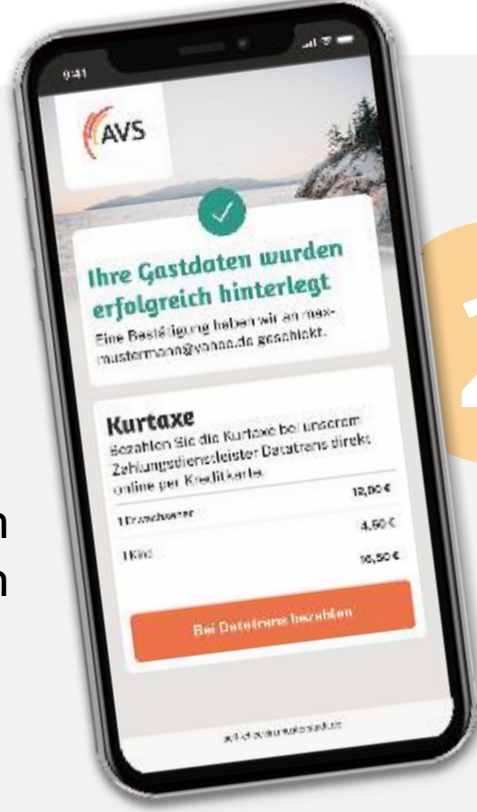 9:41
AVS
Ihre Gastdaten wurden
erfolgreich hinterlegt
Eine Bestätigung haben wir an max-
mustermann@yahoo.de geschickt.
Kurtaxe
Bezahlen Sie die Kurtaxe bei unserem
Zahlungsdienstleister Datatrans direkt
online per Kreditkarte.
1 Erwachsener 12,00 €
1 Kind 4,50 €
16,50 €
Bei Datatrans bezahlen
n
n